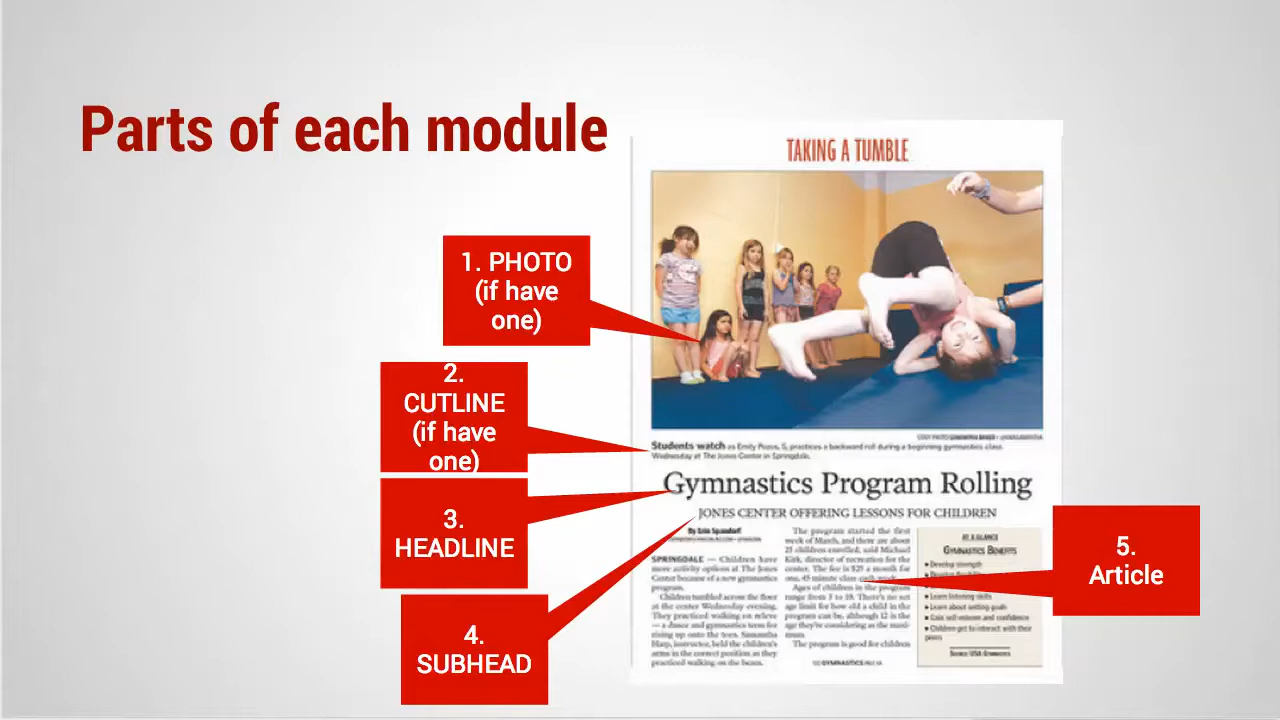 Parts of each module
TAKING A TUMBLE
1. PHOTO
(if have
one)
2.
CUTLINE
(if have
one)
3.
HEADLINE
4.
SUBHEAD
5.
Article
Students watch as Emily Pozos, 5, practices a backward roll during a beginning gymnastics class
Wednesday at The Jones Center in Springdale.
Gymnastics Program Rolling
JONES CENTER OFFERING LESSONS FOR CHILDREN
SPRINGDALE — Children have
more activity options at The Jones
Center because of a new gymnastics
program.
Children tumbled across the floor
at the center Wednesday evening.
They practiced walking on releve
— a dance and gymnastics term for
rising up onto the toes. Samantha
Harp, instructor, held the children's
arms in the correct position as they
practiced walking on the beam.
The program started the first
week of March, and there are about
25 children enrolled, said Michael
Kirk, director of recreation for the
center. The fee is $25 a month for
one, 45-minute class each week.
Ages of children in the program
range from 3 to 18. There's no set
age limit for how old a child in the
program can be, although 12 is the
age they're considering as the maxi-
mum.
The program is good for children
AT A GLANCE
GYMNASTICS BENEFITS
• Develop strength
• Learn listening skills
• Learn about setting goals
• Gain self-esteem and confidence
• Children get to interact with their
peers
SOURCE: USA GYMNASTICS